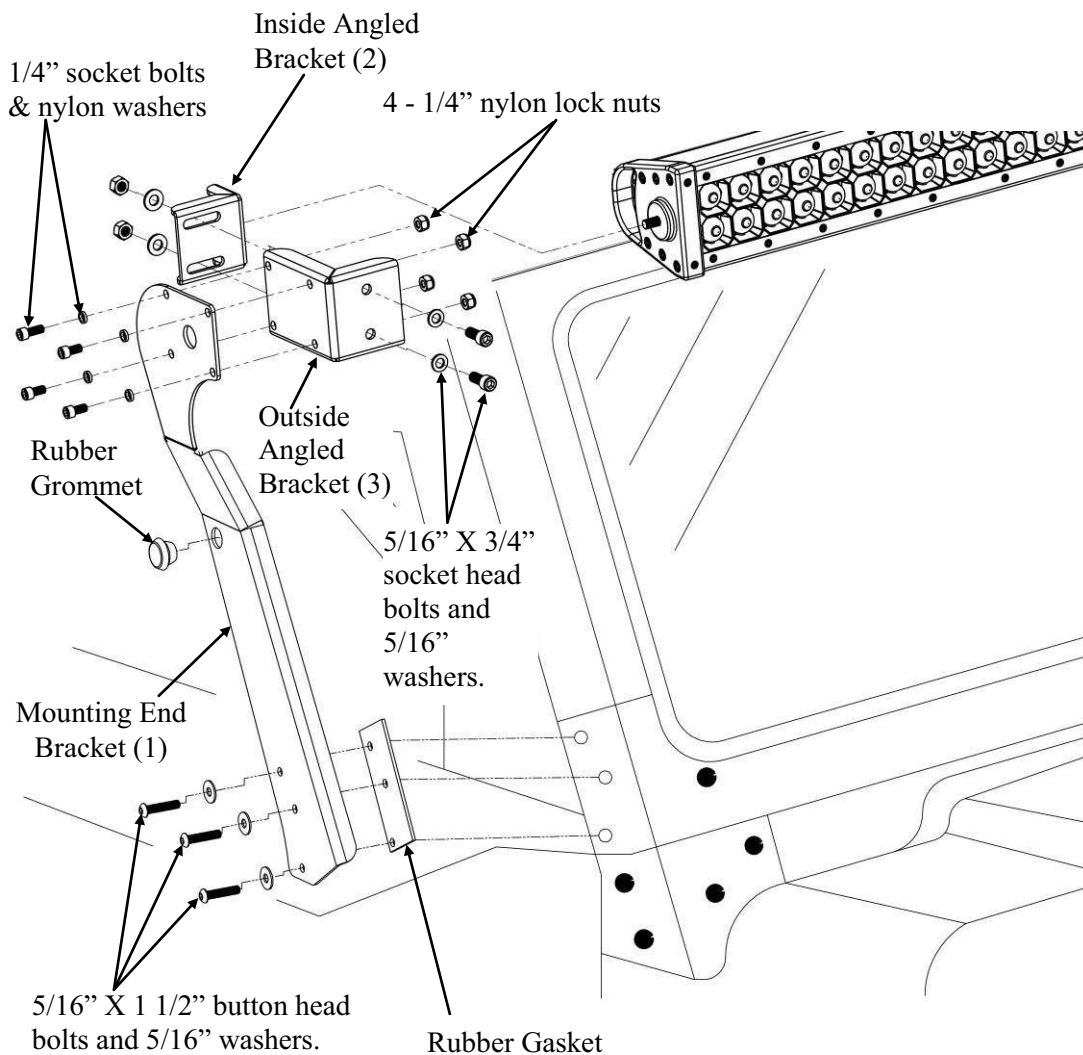 Inside Angled
Bracket (2)
1/4” socket bolts
& nylon washers
4 - 1/4” nylon lock nuts
Rubber
Grommet
Outside
Angled
Bracket (3)
5/16” X 3/4”
socket head
bolts and
5/16”
washers.
Mounting End
Bracket (1)
5/16” X 1 1/2” button head
bolts and 5/16” washers.
Rubber Gasket